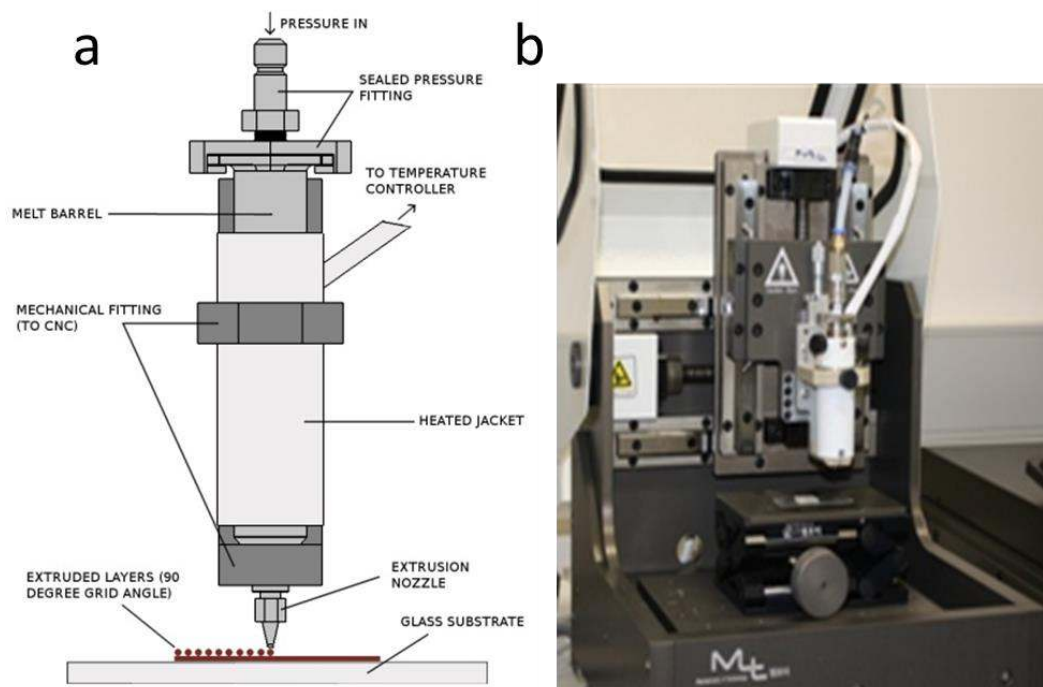 a
b
PRESSURE IN
SEALED PRESSURE
FITTING
TO TEMPERATURE
CONTROLLER
MELT BARREL
MECHANICAL FITTING
(TO CNC)
HEATED JACKET
EXTRUDED LAYERS (90
DEGREE GRID ANGLE)
EXTRUSION
NOZZLE
GLASS SUBSTRATE